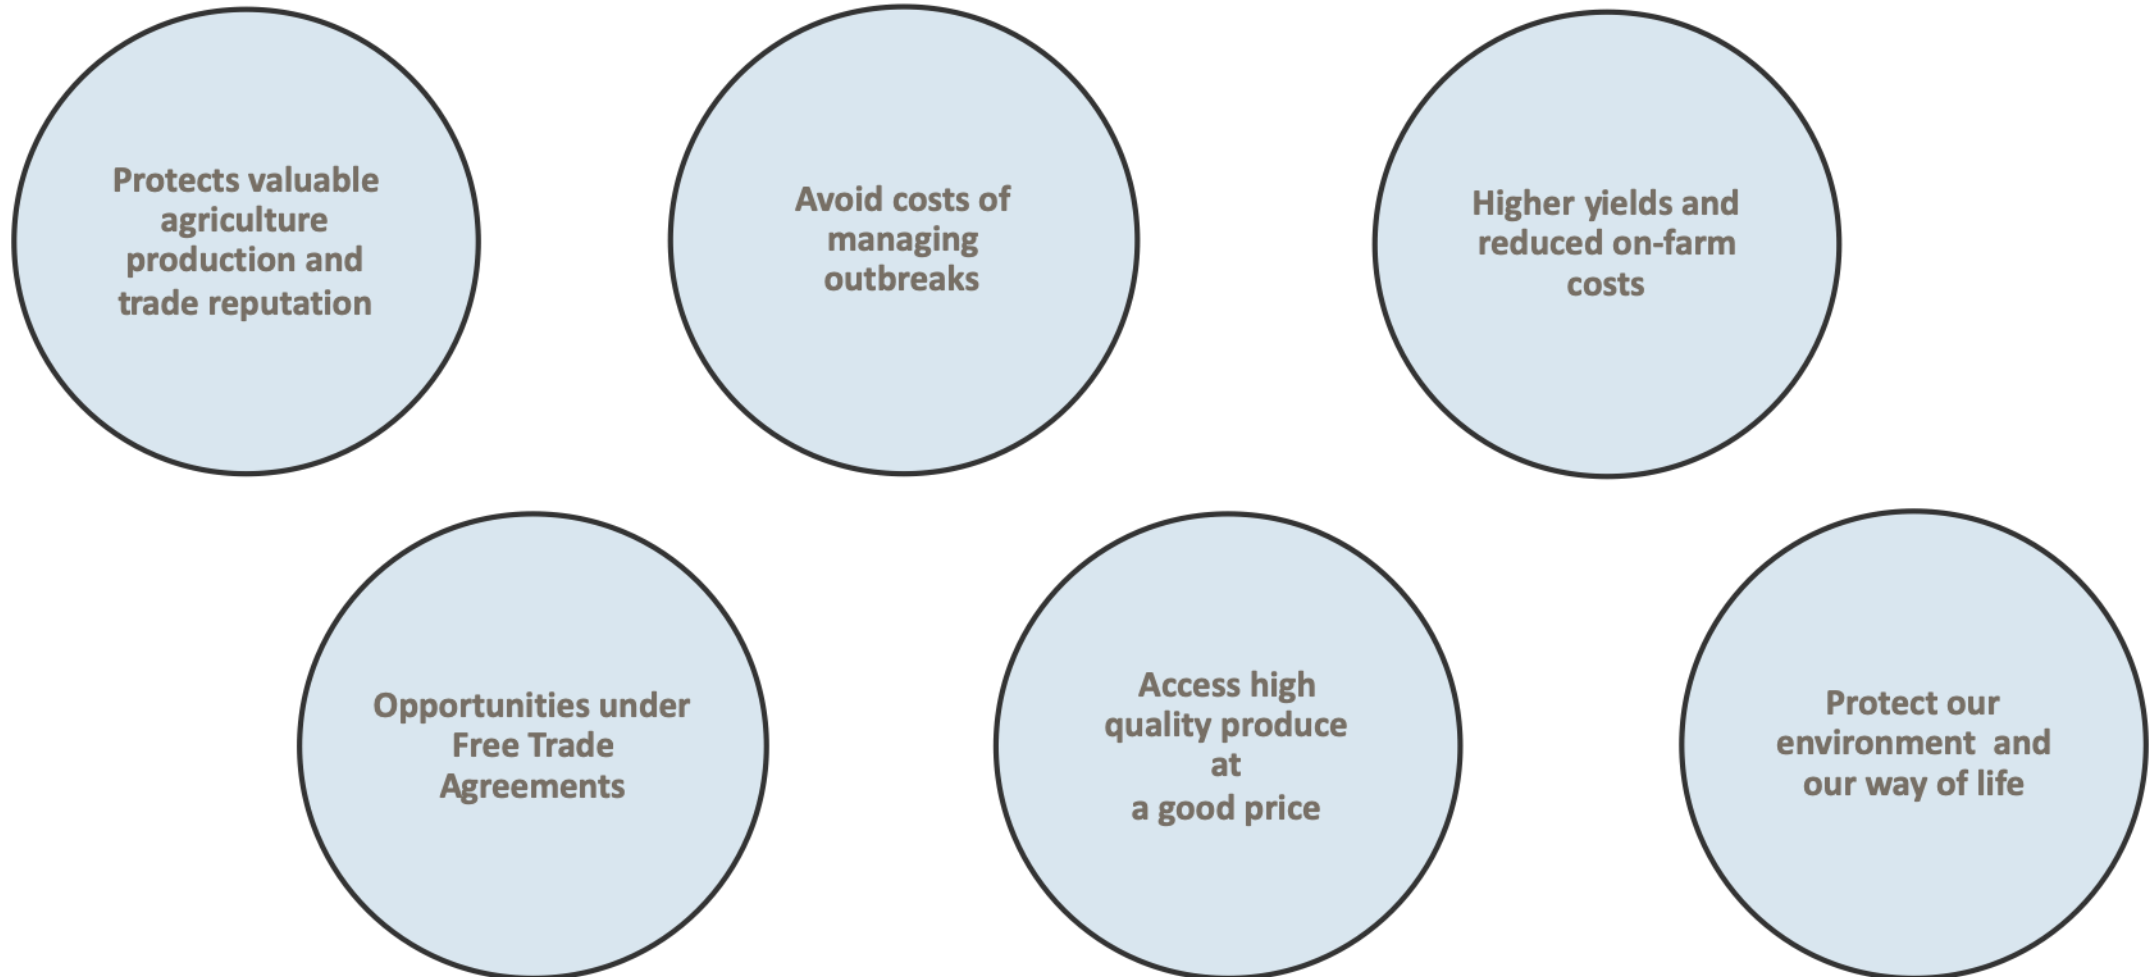 Protects valuable
agriculture
production and
trade reputation
Avoid costs of
managing
outbreaks
Higher yields and
reduced on-farm
costs
Opportunities under
Free Trade
Agreements
Access high
quality produce
at
a good price
Protect our
environment  and
our way of life